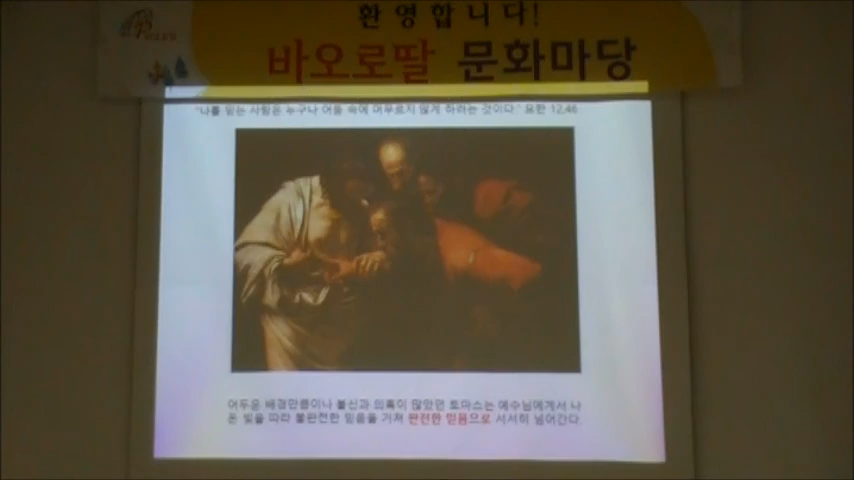 환영합니다!
바오로딸 문화마당
"나를 믿는 사람은 누구나 어둠 속에 머무르지 않게 하려는 것이다." 요한 12,46
어두운 배경만큼이나 불신과 의혹이 많았던 토마스는 예수님에게서 나
온 빛을 따라 불완전한 믿음을 거쳐 완전한 믿음으로 서서히 넘어간다.